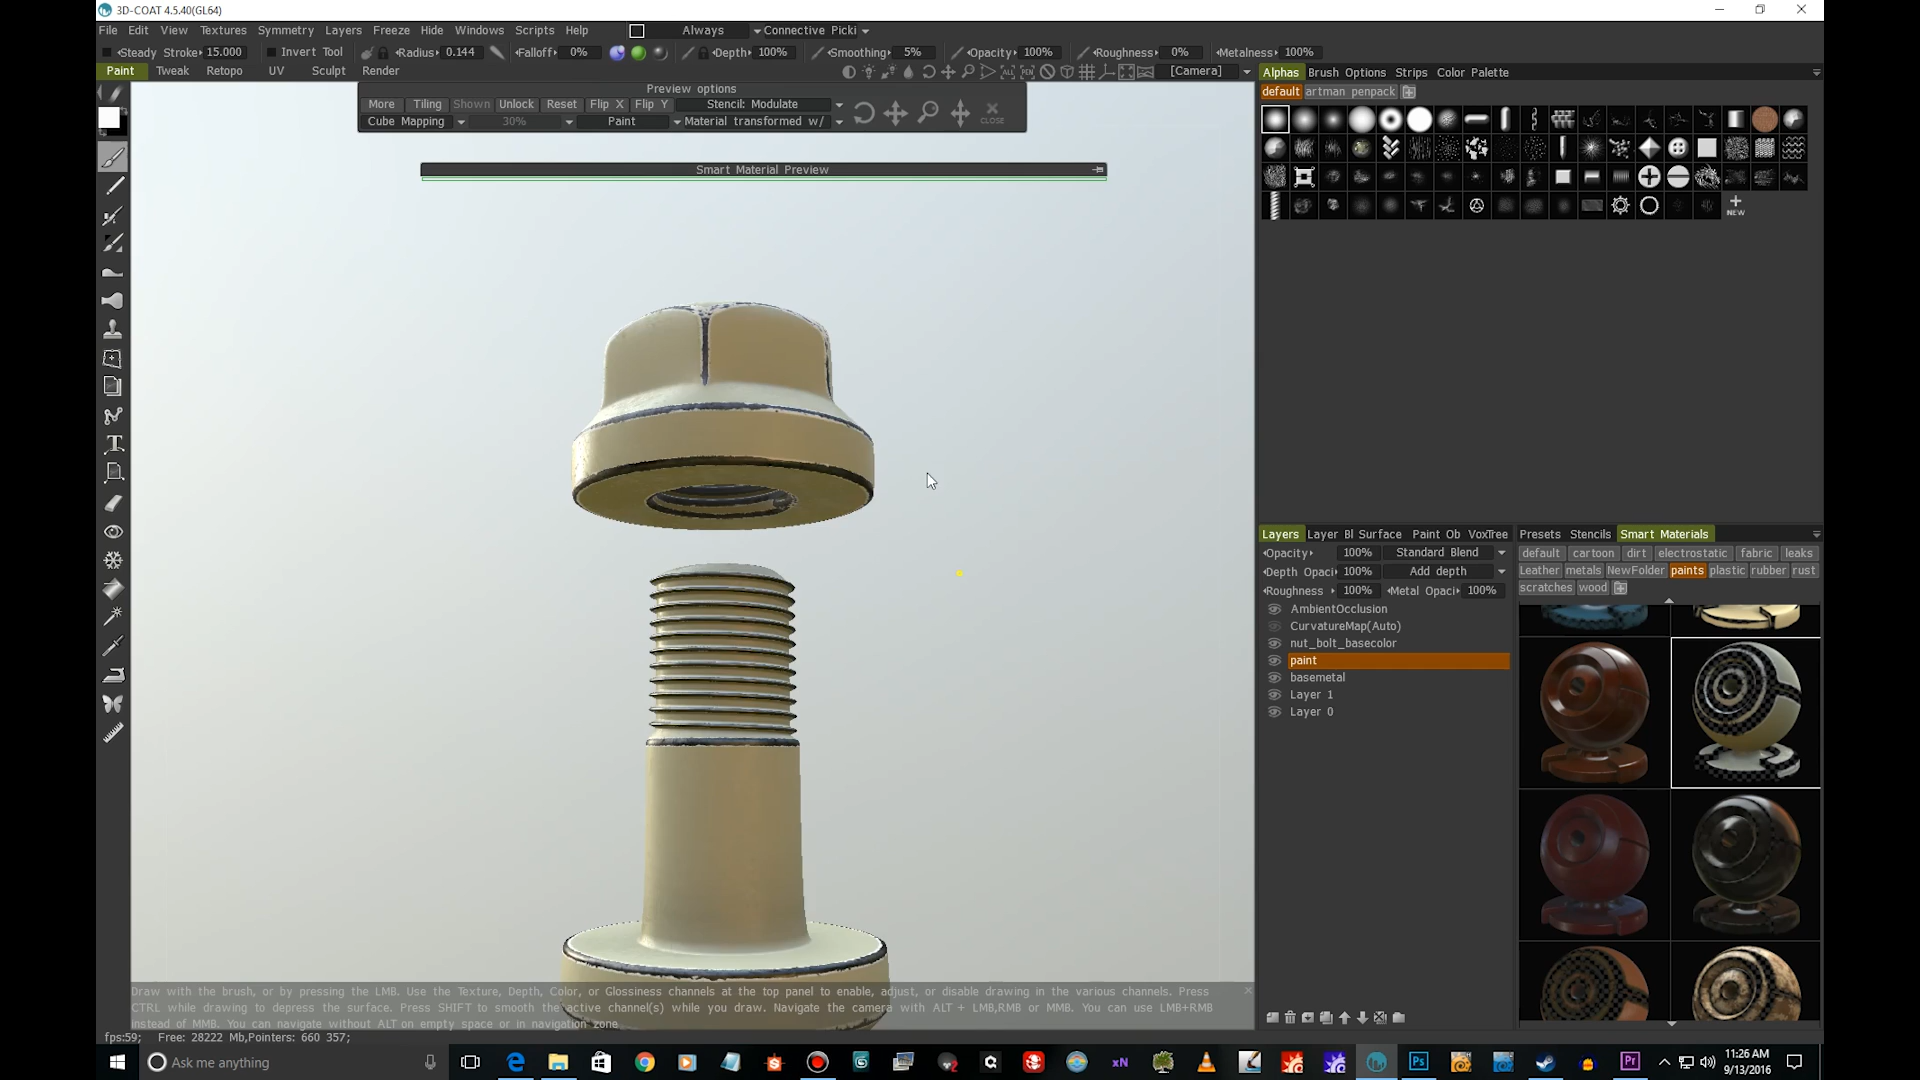 3D-COAT 4.5.40(GL64)
File Edit View Textures Symmetry Layers Freeze Hide Windows Scripts Help Always Connective Picki
Steady Stroke 15.000 Invert Tool Radius 0.144 Falloff 0% Depth 100% Smoothing 5% Opacity 100% Roughness 0% Metalness 100%
Paint Tweak Retopo UV Sculpt Render [Camera]
Alphas Brush Options Strips Color Palette
default artman penpack
NEW
Preview options
More Tiling Shown Unlock Reset Flip X Flip Y Stencil: Modulate
Cube Mapping 30% Paint Material transformed w/
CLOSE
Smart Material Preview
Layers Layer Bl Surface Paint Ob VoxTree
Opacity 100% Standard Blend
Depth Opaci 100% Add depth
Roughness 100% Metal Opaci 100%
AmbientOcclusion
CurvatureMap(Auto)
nut_bolt_basecolor
paint
basemetal
Layer 1
Layer 0
Presets Stencils Smart Materials
default cartoon dirt electrostatic fabric leaks
Leather metals NewFolder paints plastic rubber rust
scratches wood
Draw with the brush, or by pressing the LMB. Use the Texture, Depth, Color, or Glossiness channels at the top panel to enable, adjust, or disable drawing in the various channels. Press
CTRL while drawing to depress the surface. Press SHIFT to smooth the active channel(s) while you draw. Navigate the camera with ALT + LMB,RMB or MMB. You can use LMB+RMB
instead of MMB. You can navigate without ALT on empty space or in navigation zone
fps:59; Free: 28222 Mb,Pointers: 660 357;
Ask me anything
xN
Ps
Pr
11:26 AM
9/13/2016